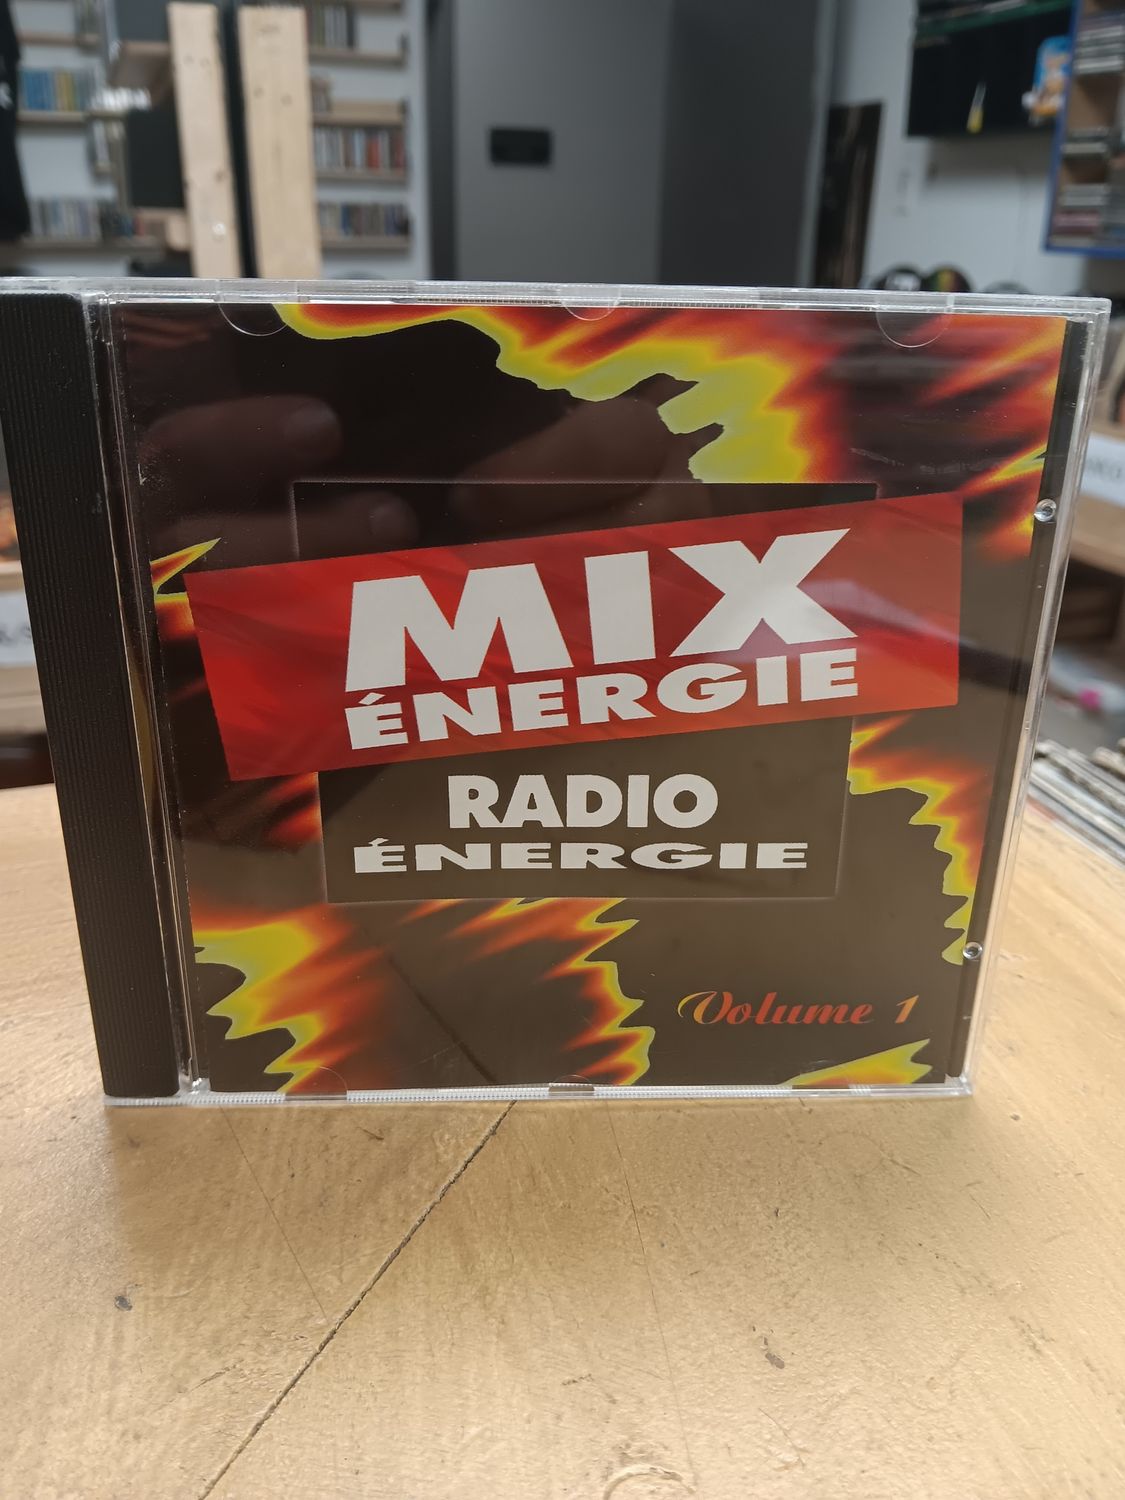 MIX
ÉNERGIE
RADIO
ÉNERGIE
Volume 1